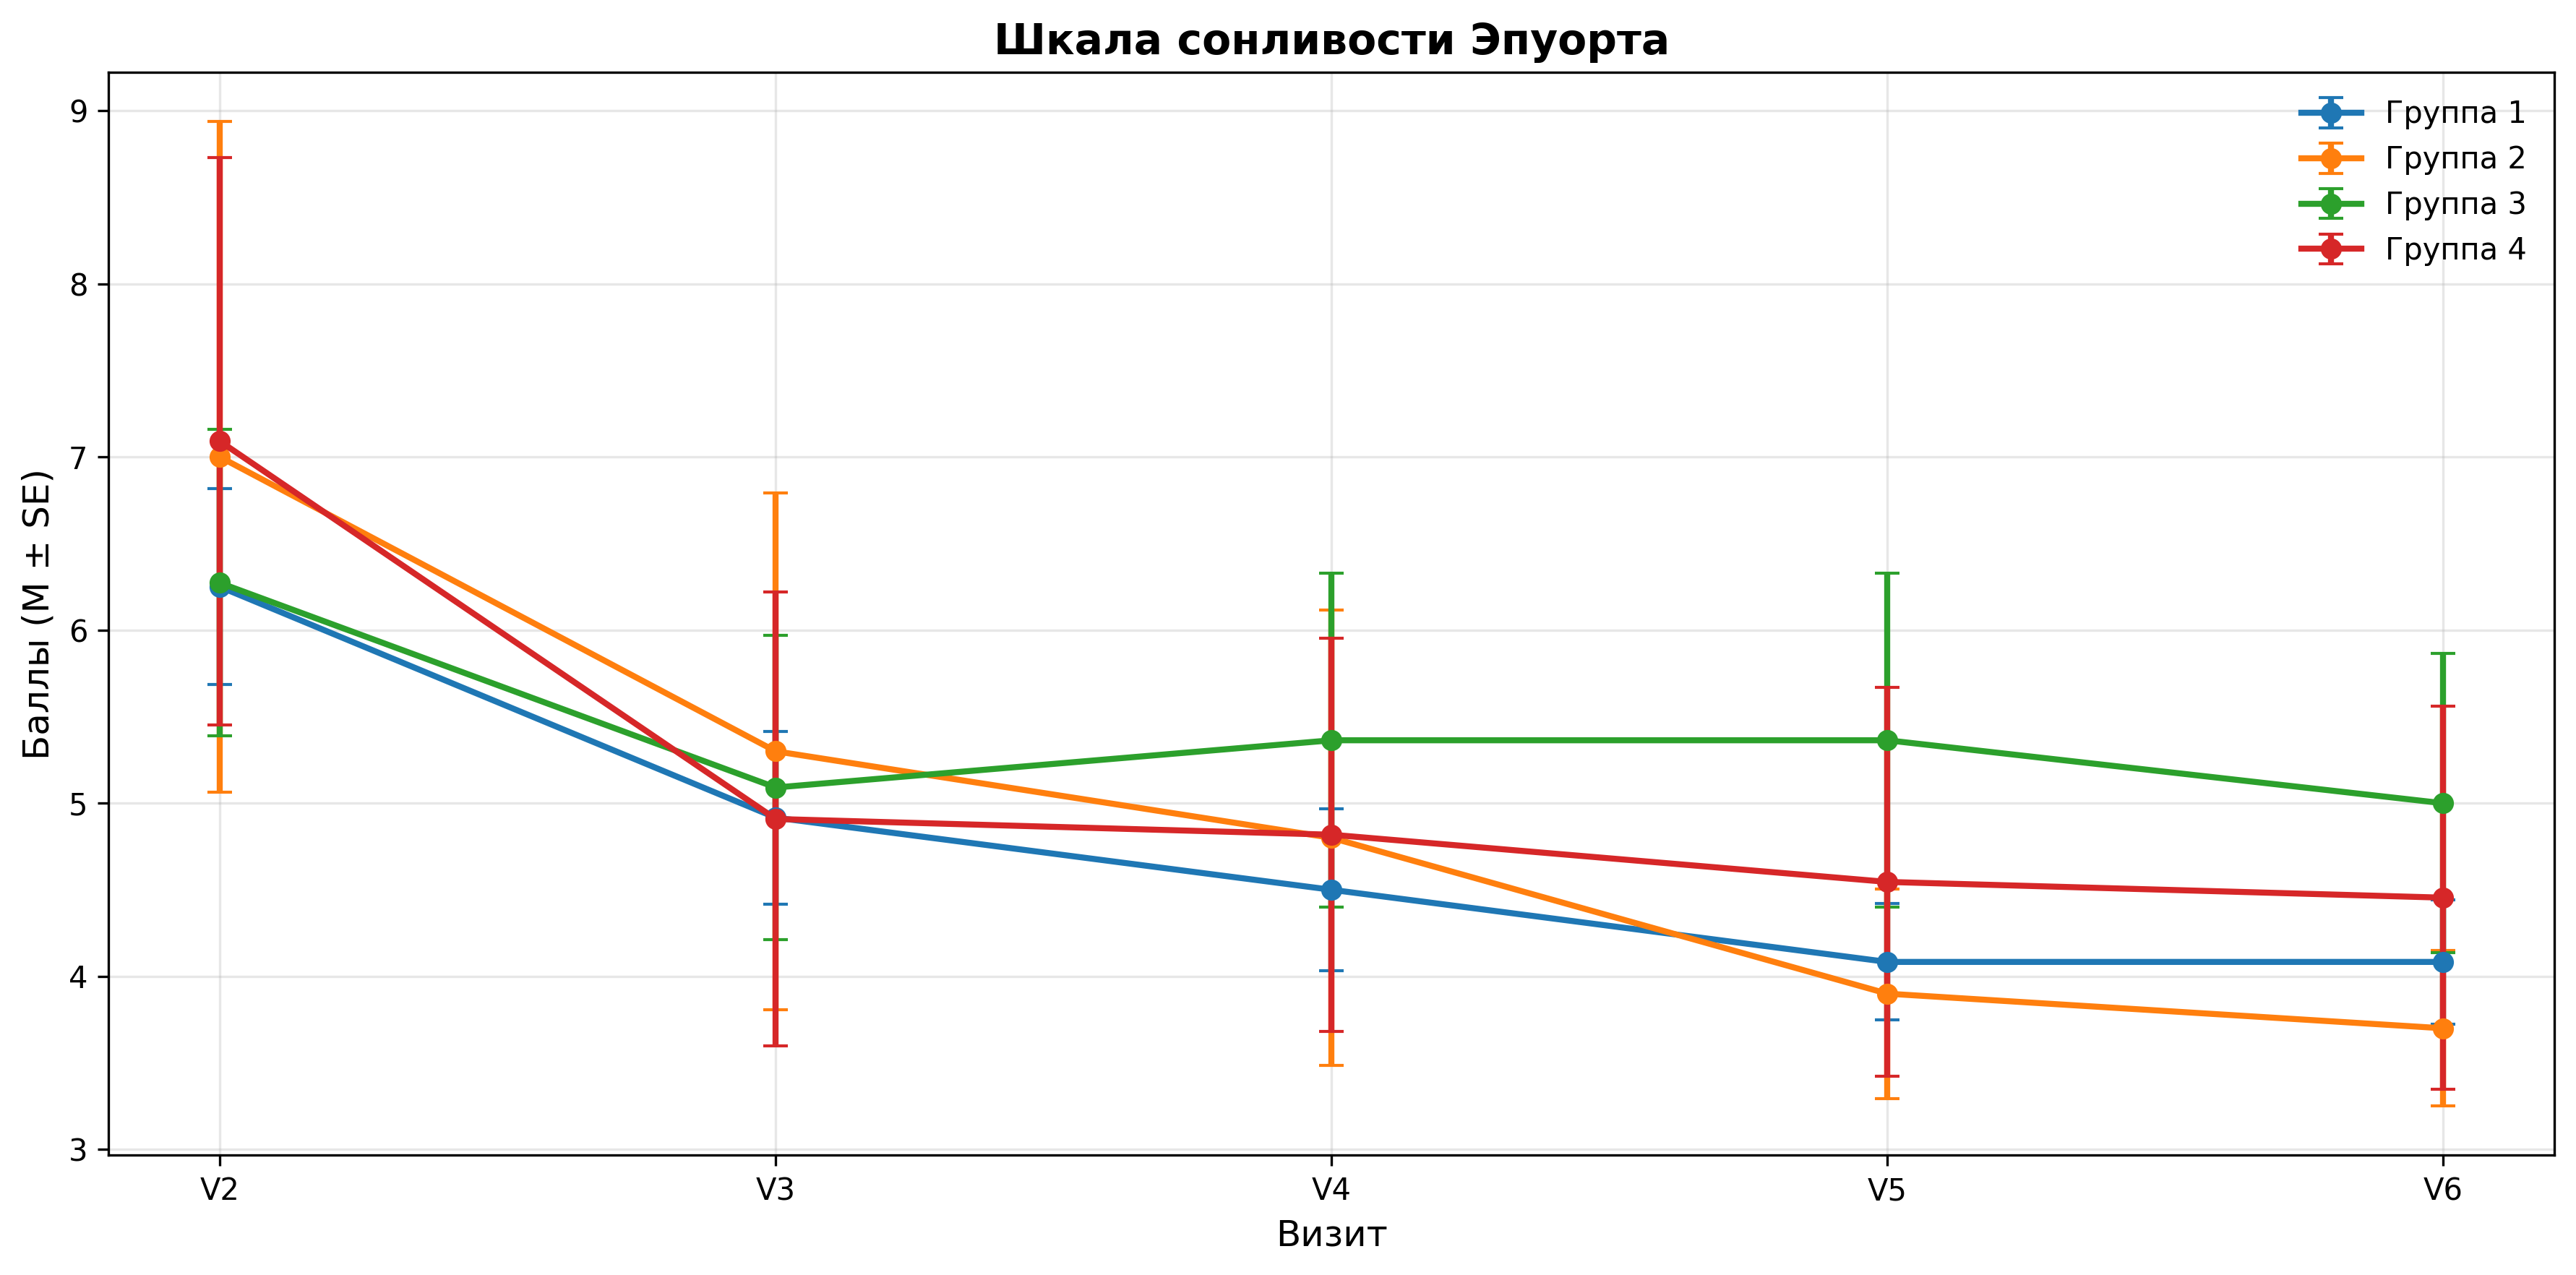 Шкала сонливости Эпуорта
Баллы (M ± SE)
9
8
7
6
5
4
3
Группа 1
Группа 2
Группа 3
Группа 4
V2 V3 V4 V5 V6
Визит